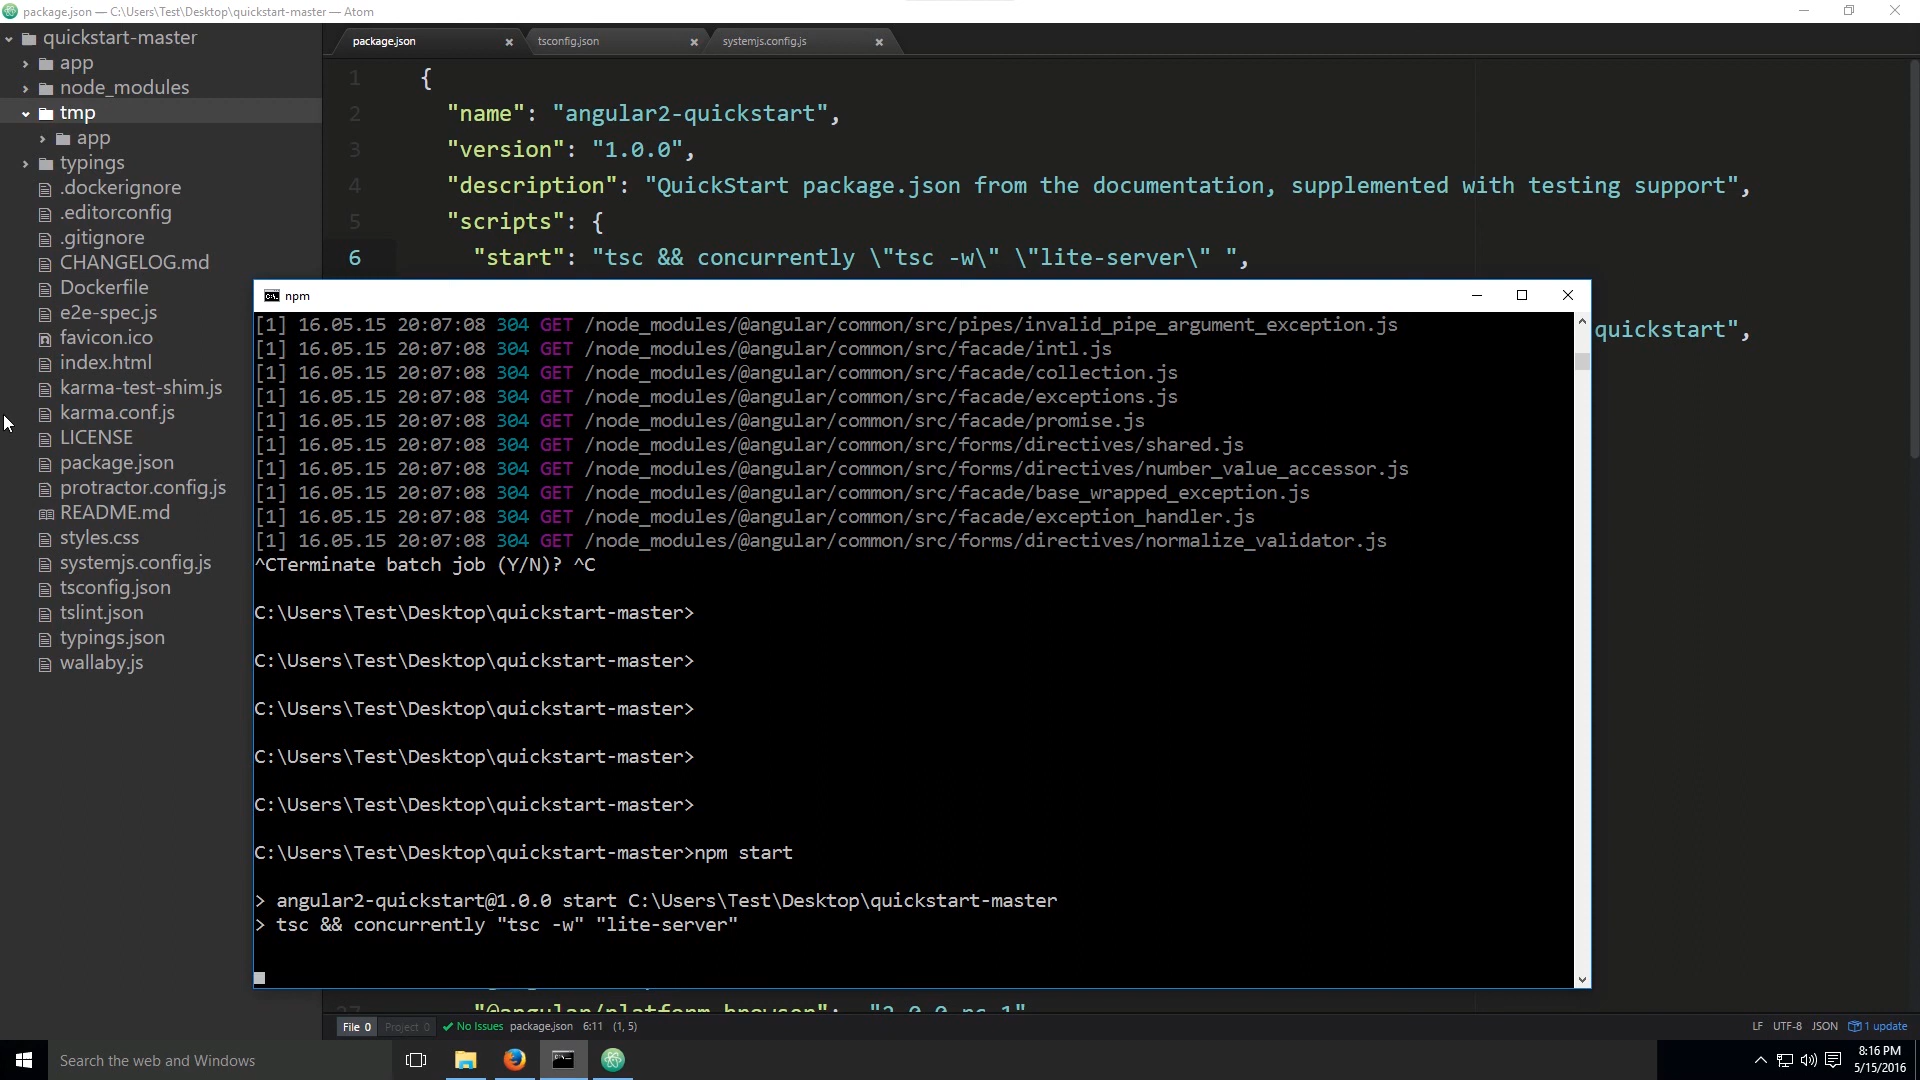 package.json — C:\Users\Test\Desktop\quickstart-master — Atom
quickstart-master
app
node_modules
tmp
app
typings
.dockerignore
.editorconfig
.gitignore
CHANGELOG.md
Dockerfile
e2e-spec.js
favicon.ico
index.html
karma-test-shim.js
karma.conf.js
LICENSE
package.json
protractor.config.js
README.md
styles.css
systemjs.config.js
tsconfig.json
tslint.json
typings.json
wallaby.js
package.json
tsconfig.json
systemjs.config.js
1 {
2 "name": "angular2-quickstart",
3 "version": "1.0.0",
4 "description": "QuickStart package.json from the documentation, supplemented with testing support",
5 "scripts": {
6 "start": "tsc && concurrently \"tsc -w\" \"lite-server\" ",
quickstart",
npm
[1] 16.05.15 20:07:08 304 GET /node_modules/@angular/common/src/pipes/invalid_pipe_argument_exception.js
[1] 16.05.15 20:07:08 304 GET /node_modules/@angular/common/src/facade/intl.js
[1] 16.05.15 20:07:08 304 GET /node_modules/@angular/common/src/facade/collection.js
[1] 16.05.15 20:07:08 304 GET /node_modules/@angular/common/src/facade/exceptions.js
[1] 16.05.15 20:07:08 304 GET /node_modules/@angular/common/src/facade/promise.js
[1] 16.05.15 20:07:08 304 GET /node_modules/@angular/common/src/forms/directives/shared.js
[1] 16.05.15 20:07:08 304 GET /node_modules/@angular/common/src/forms/directives/number_value_accessor.js
[1] 16.05.15 20:07:08 304 GET /node_modules/@angular/common/src/facade/base_wrapped_exception.js
[1] 16.05.15 20:07:08 304 GET /node_modules/@angular/common/src/facade/exception_handler.js
[1] 16.05.15 20:07:08 304 GET /node_modules/@angular/common/src/forms/directives/normalize_validator.js
^CTerminate batch job (Y/N)? ^C
C:\Users\Test\Desktop\quickstart-master>
C:\Users\Test\Desktop\quickstart-master>
C:\Users\Test\Desktop\quickstart-master>
C:\Users\Test\Desktop\quickstart-master>
C:\Users\Test\Desktop\quickstart-master>
C:\Users\Test\Desktop\quickstart-master>npm start
> angular2-quickstart@1.0.0 start C:\Users\Test\Desktop\quickstart-master
> tsc && concurrently "tsc -w" "lite-server"
27 "@angular/platform-browser": "2.0.0-rc.1"
File 0 Project 0 No Issues package.json 6:11 (1, 5)
LF UTF-8 JSON 1 update
Search the web and Windows
8:16 PM
5/15/2016